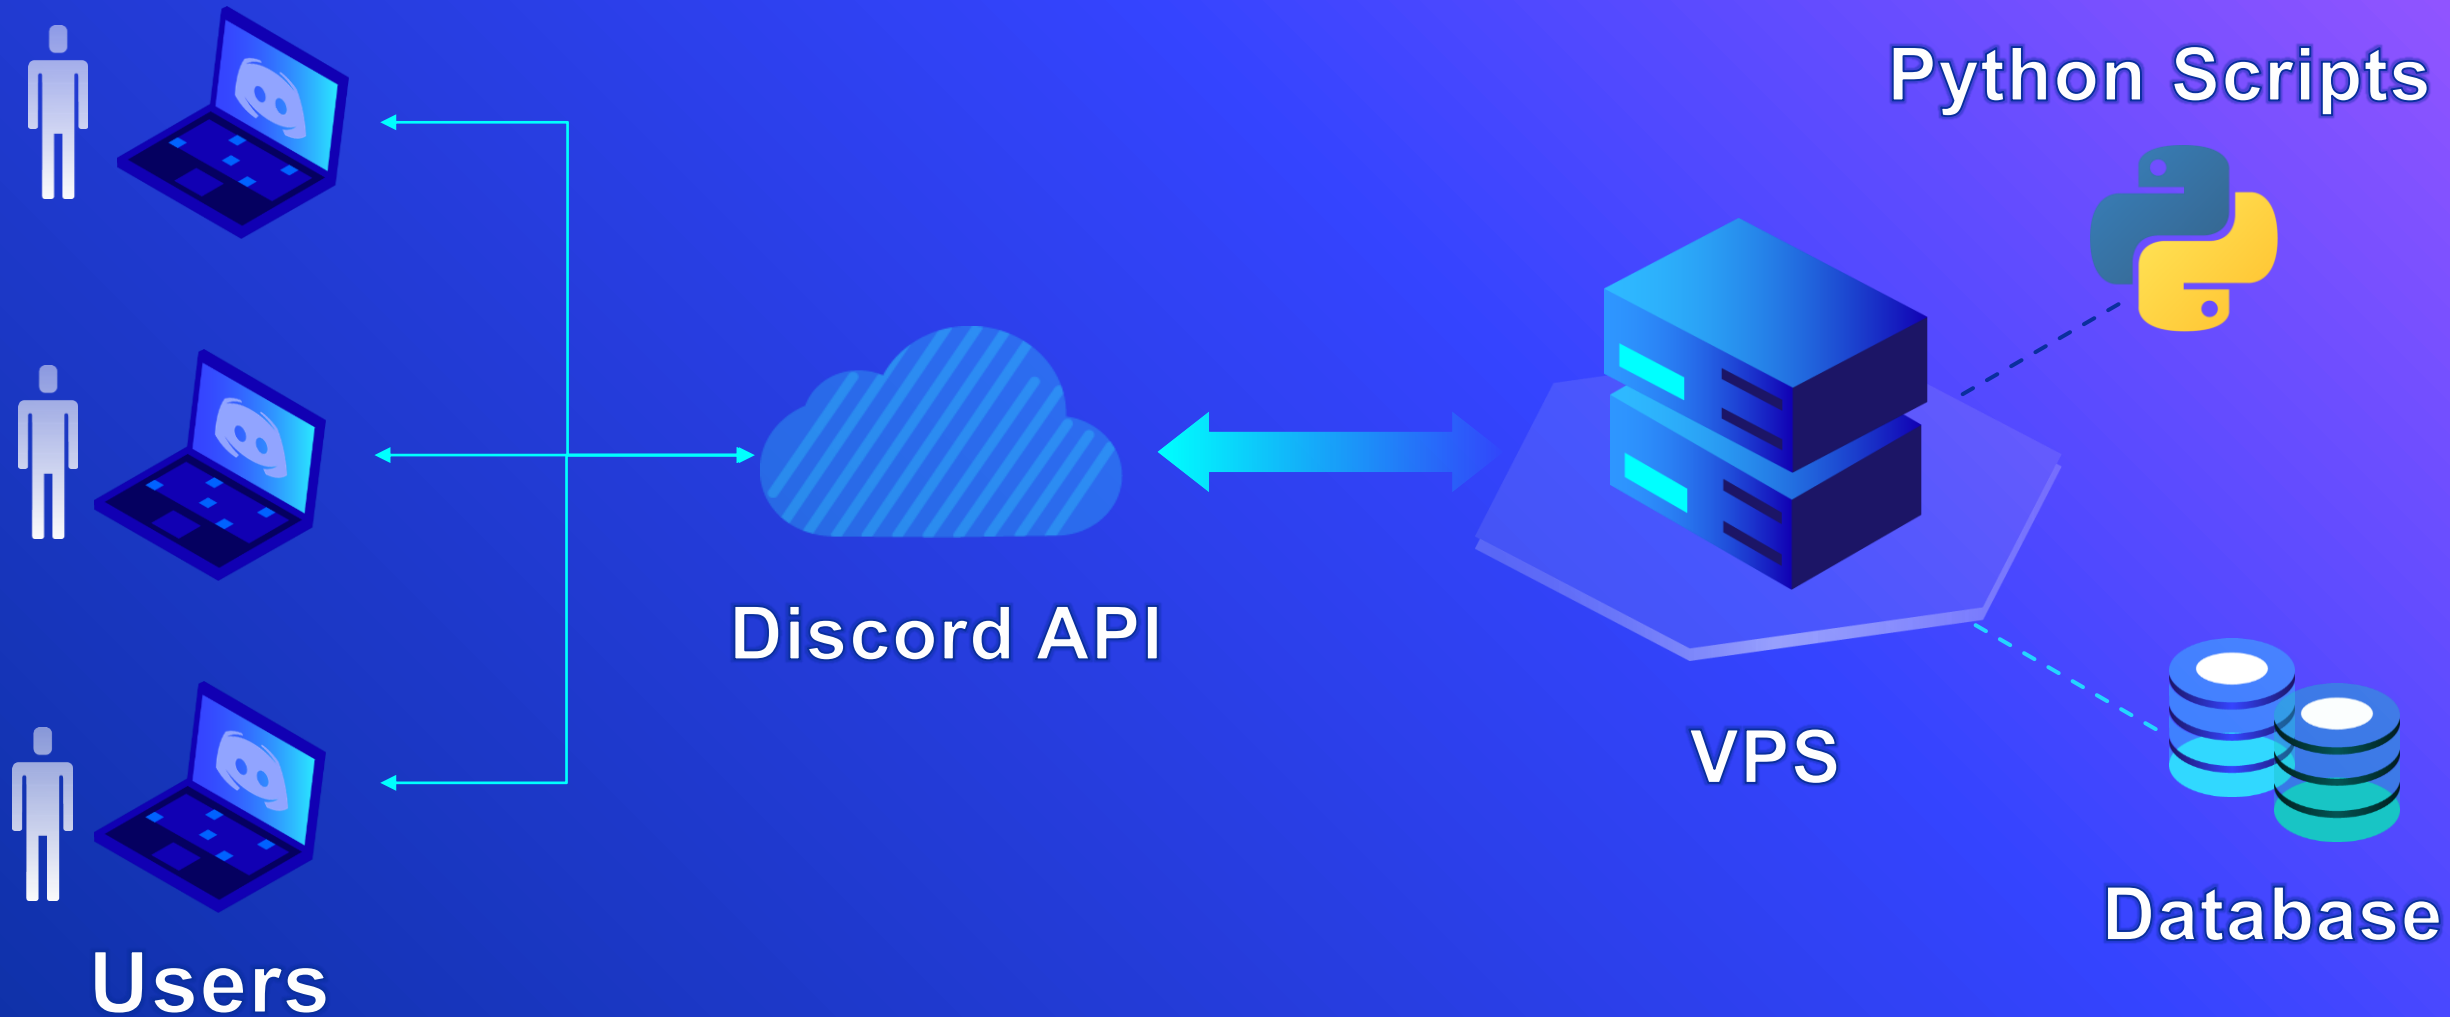 Python Scripts
Discord API
VPS
Database
Users